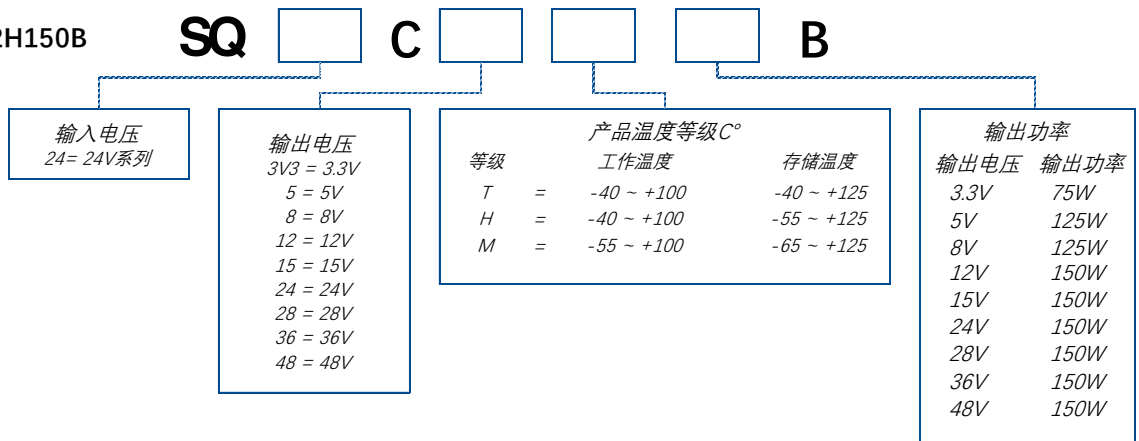 2H150B SQ C B
输入电压
24= 24V系列
输出电压
3V3 = 3.3V
5 = 5V
8 = 8V
12 = 12V
15 = 15V
24 = 24V
28 = 28V
36 = 36V
48 = 48V
产品温度等级C°
等级 工作温度 存储温度
T = -40 ~ +100 -40 ~ +125
H = -40 ~ +100 -55 ~ +125
M = -55 ~ +100 -65 ~ +125
输出功率
输出电压 输出功率
3.3V 75W
5V 125W
8V 125W
12V 150W
15V 150W
24V 150W
28V 150W
36V 150W
48V 150W